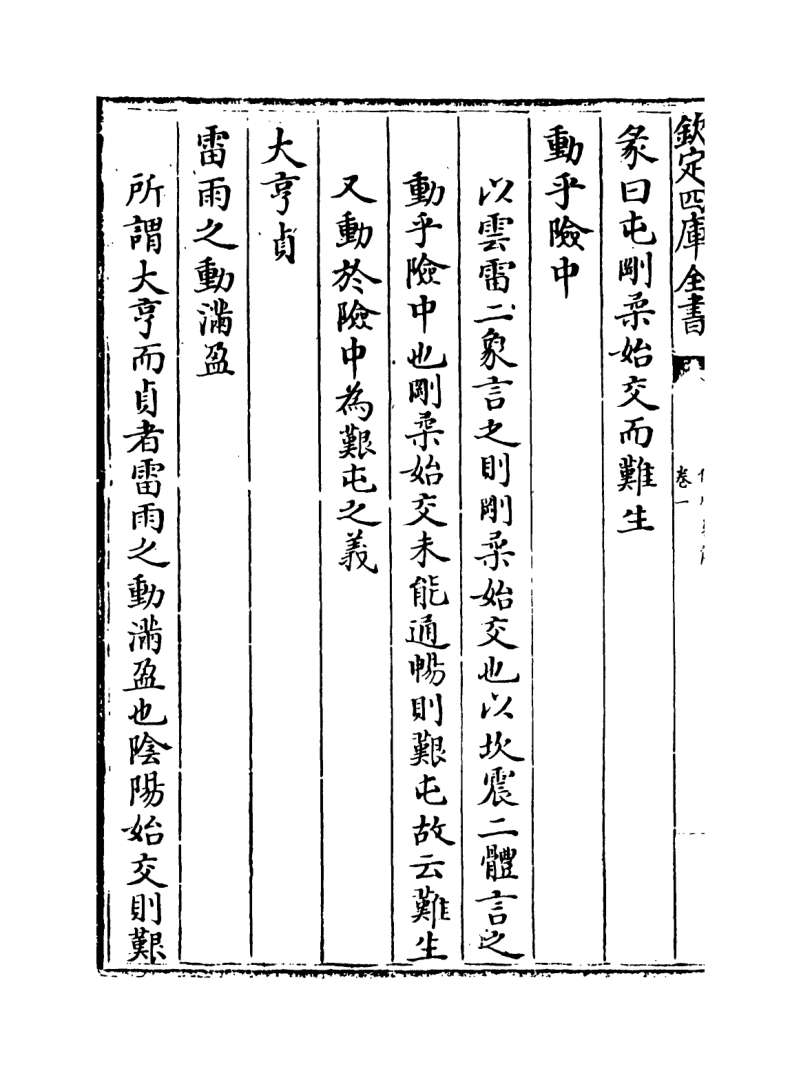 欽定四庫全書
卷一
彖曰屯剛柔始交而難生
動乎險中
以雲雷二象言之則剛柔始交也以坎震二體言之
動乎險中也剛柔始交未能通暢則艱屯故云難生
又動於險中為艱屯之義
大亨貞
雷雨之動滿盈
所謂大亨而貞者雷雨之動滿盈也陰陽始交則艱